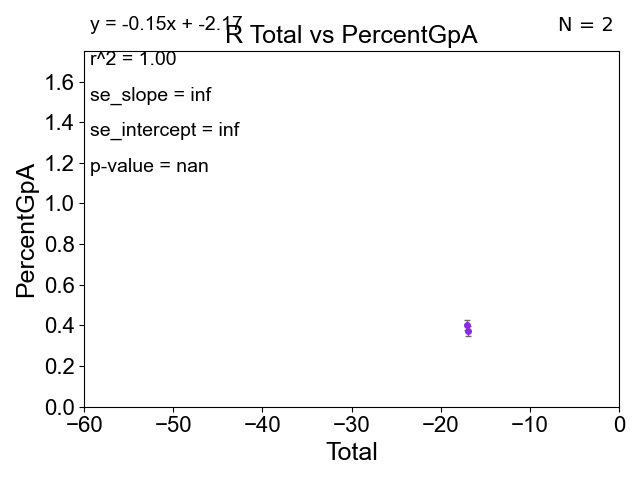 y = -0.15x + -2.17
N = 2
R Total vs PercentGpA
r^2 = 1.00
se_slope = inf
se_intercept = inf
p-value = nan
PercentGpA
1.6
1.4
1.2
1.0
0.8
0.6
0.4
0.2
0.0
−60 −50 −40 −30 −20 −10 0
Total